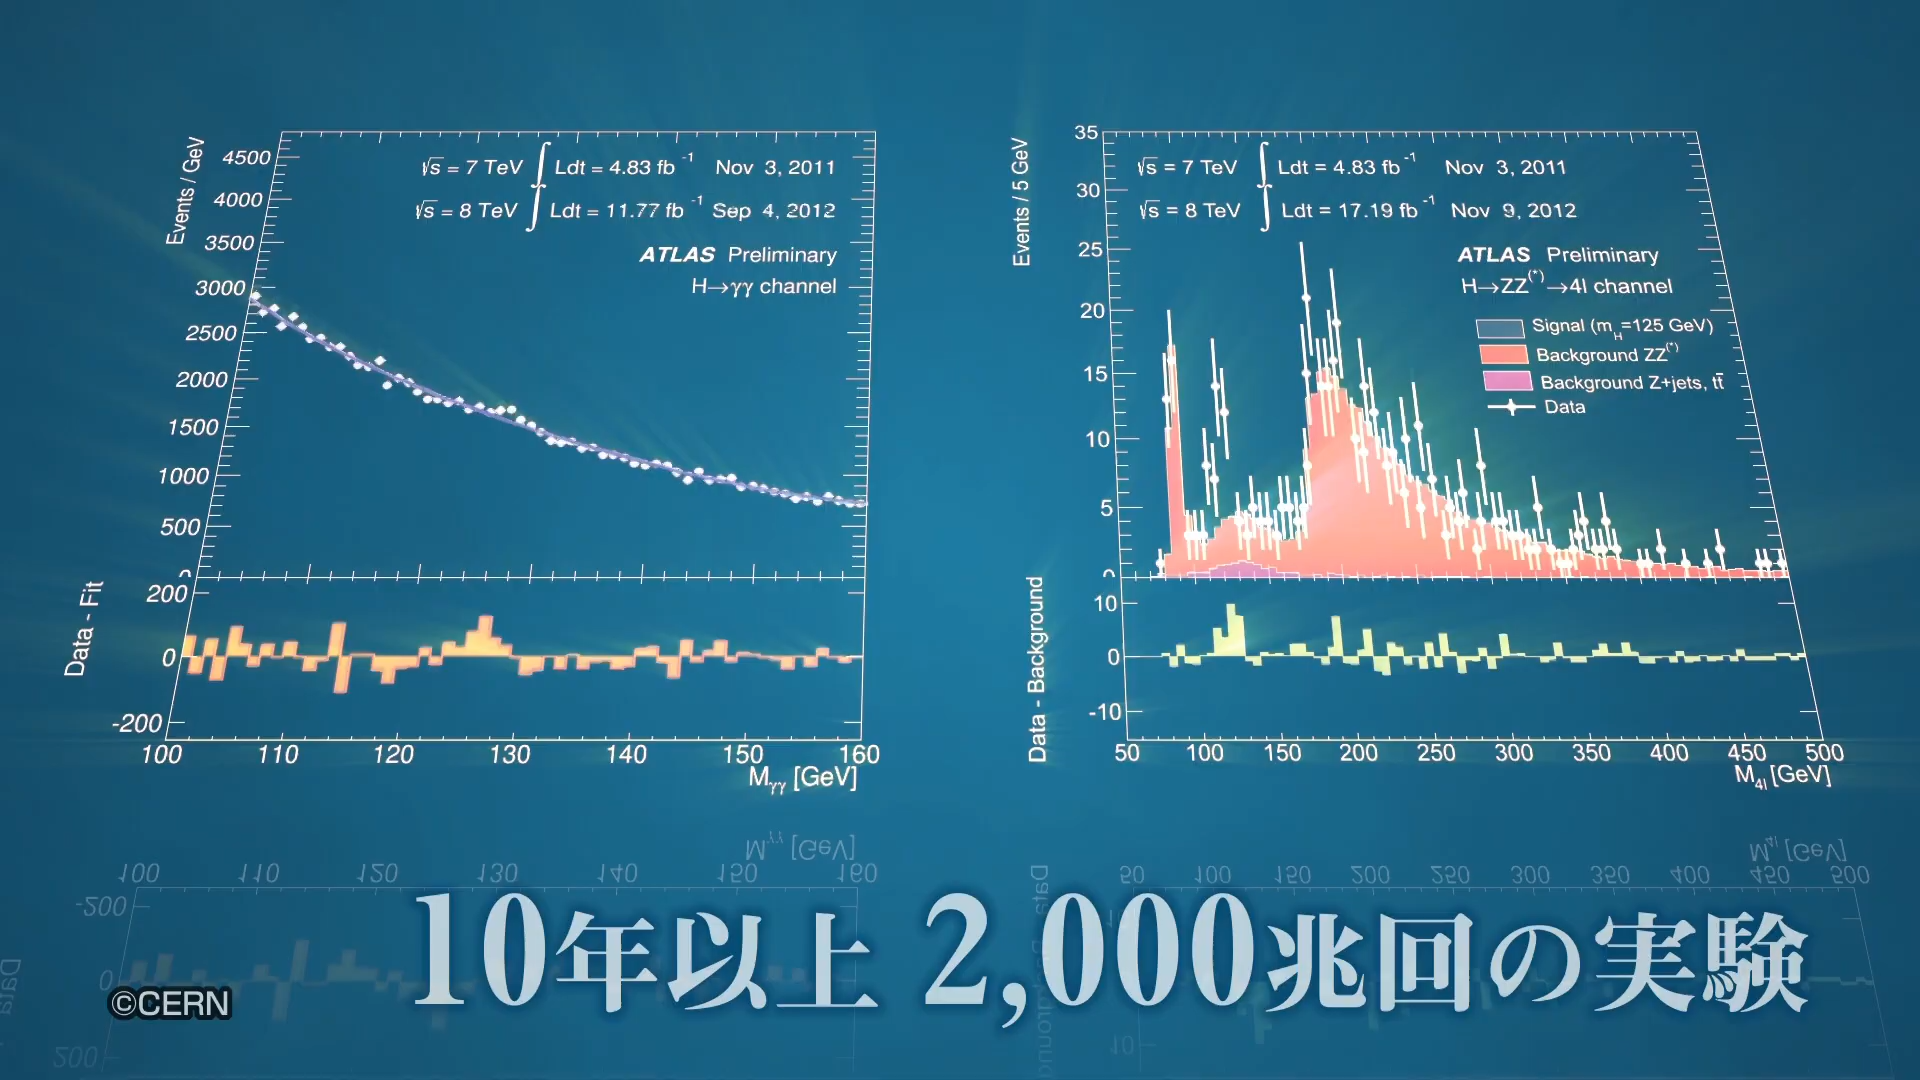 Events / GeV
4500
4000
3500
3000
2500
2000
1500
1000
500
0
√s = 7 TeV ∫ Ldt = 4.83 fb⁻¹ Nov 3, 2011
√s = 8 TeV ∫ Ldt = 11.77 fb⁻¹ Sep 4, 2012
ATLAS Preliminary
H→γγ channel
Data - Fit
200
0
-200
100 110 120 130 140 150 160
Mγγ [GeV]
Events / 5 GeV
35
30
25
20
15
10
5
0
√s = 7 TeV ∫ Ldt = 4.83 fb⁻¹ Nov 3, 2011
√s = 8 TeV ∫ Ldt = 17.19 fb⁻¹ Nov 9, 2012
ATLAS Preliminary
H→ZZ(*)→4l channel
Signal (mH=125 GeV)
Background ZZ(*)
Background Z+jets, tt̄
Data
Data - Background
10
0
-10
50 100 150 200 250 300 350 400 450 500
M4l [GeV]
10年以上 2,000兆回の実験
©CERN